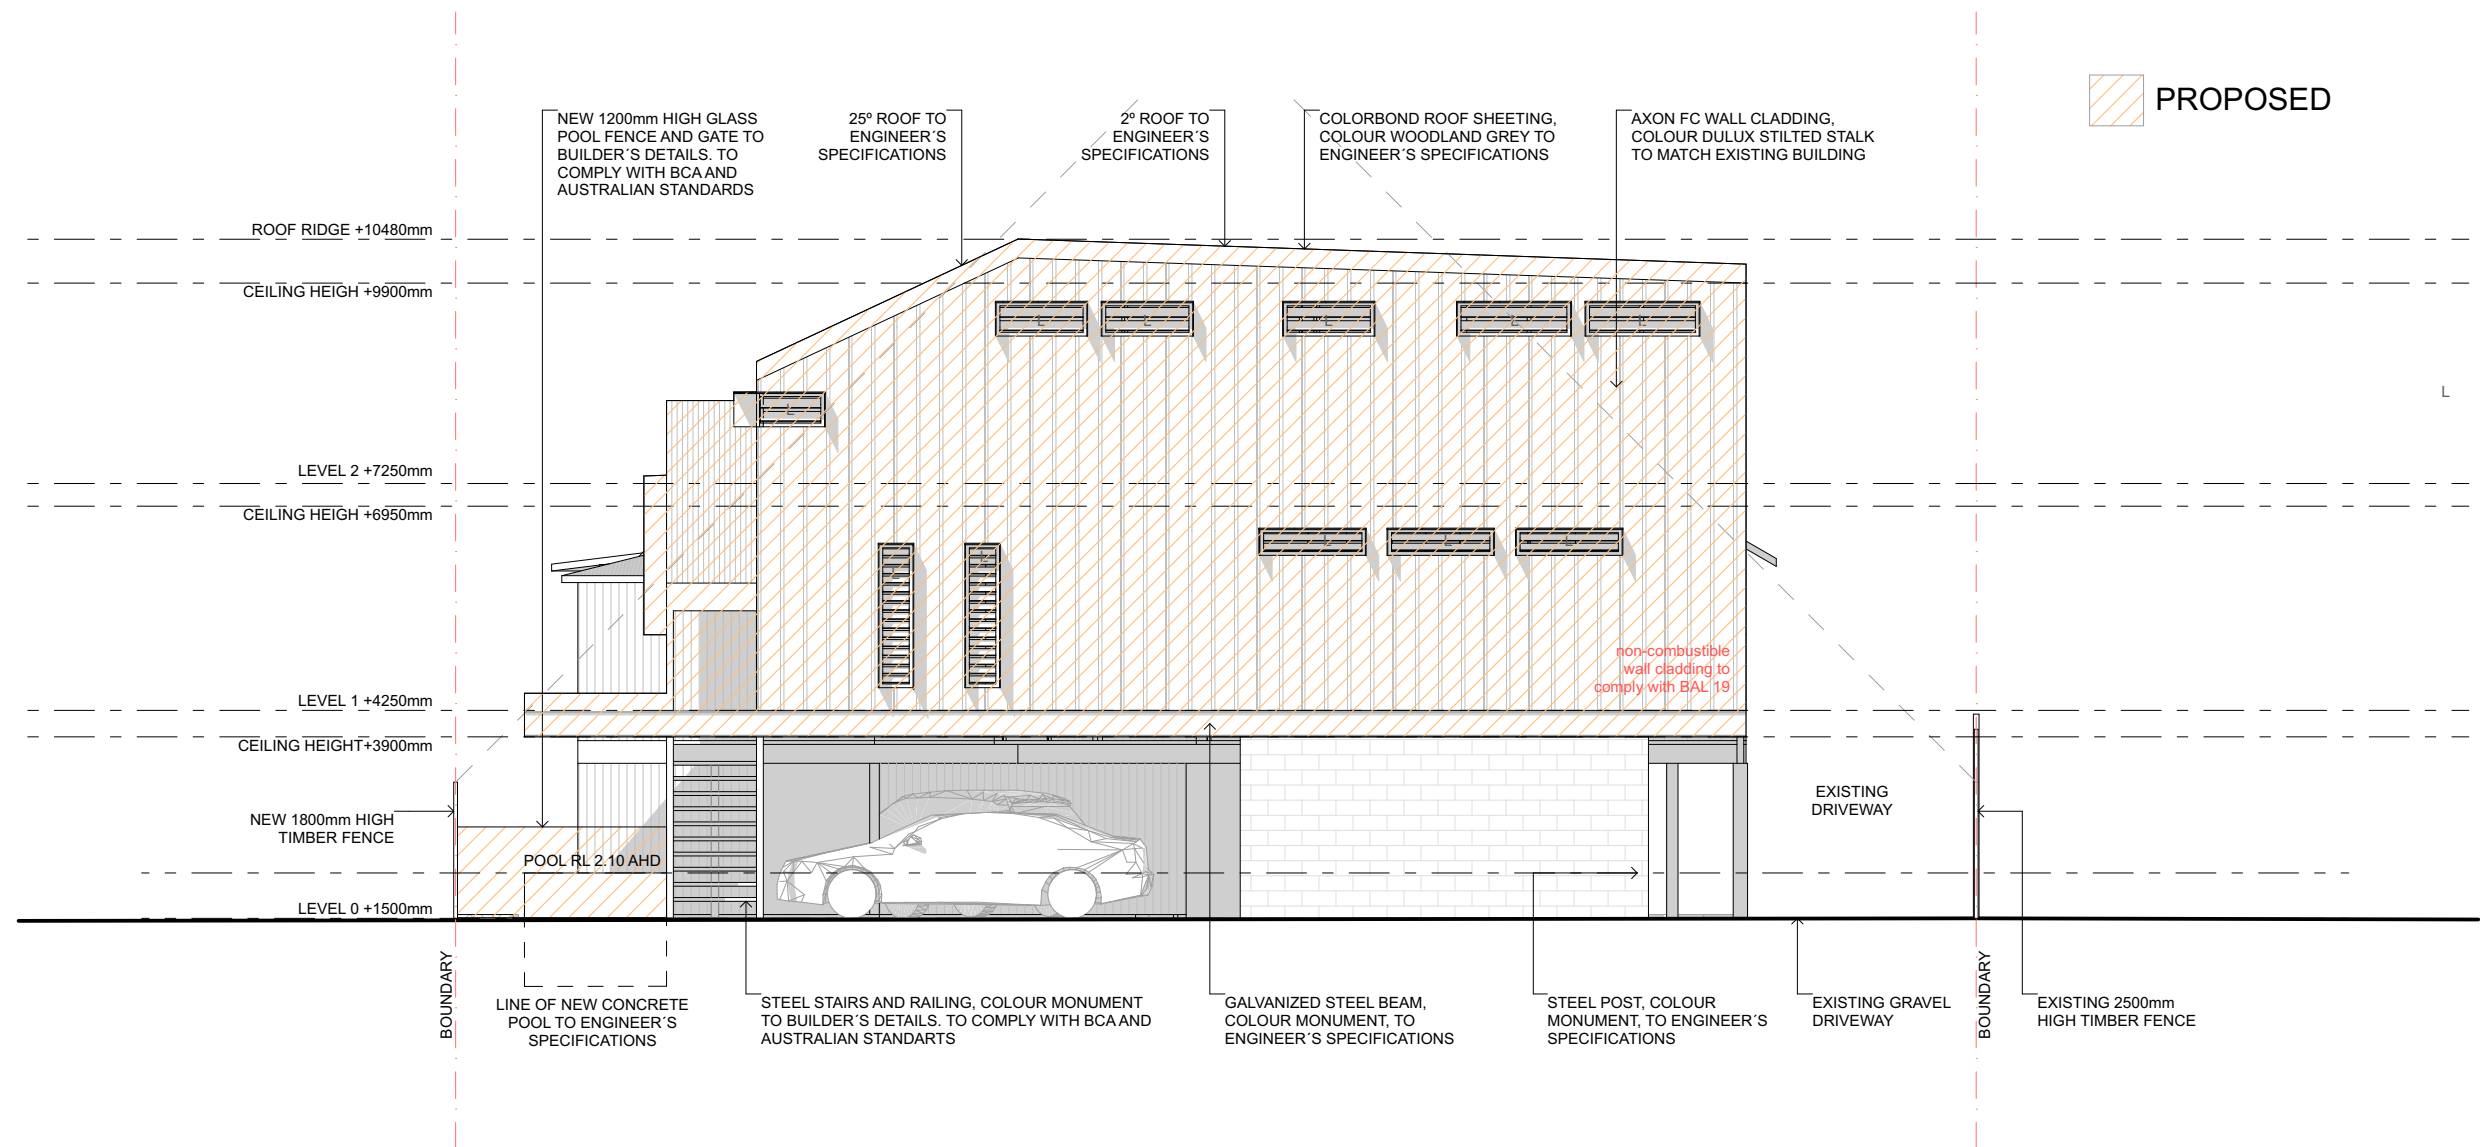 PROPOSED
NEW 1200mm HIGH GLASS
POOL FENCE AND GATE TO
BUILDER´S DETAILS. TO
COMPLY WITH BCA AND
AUSTRALIAN STANDARDS
25º ROOF TO
ENGINEER´S
SPECIFICATIONS
2º ROOF TO
ENGINEER´S
SPECIFICATIONS
COLORBOND ROOF SHEETING,
COLOUR WOODLAND GREY TO
ENGINEER´S SPECIFICATIONS
AXON FC WALL CLADDING,
COLOUR DULUX STILTED STALK
TO MATCH EXISTING BUILDING
ROOF RIDGE +10480mm
CEILING HEIGH +9900mm
L
L
L
L
L
L
L
LEVEL 2 +7250mm
CEILING HEIGH +6950mm
L
L
L
L
L
non-combustible
wall cladding to
comply with BAL 19
LEVEL 1 +4250mm
CEILING HEIGHT+3900mm
NEW 1800mm HIGH
TIMBER FENCE
EXISTING
DRIVEWAY
POOL RL 2.10 AHD
LEVEL 0 +1500mm
BOUNDARY
LINE OF NEW CONCRETE
POOL TO ENGINEER´S
SPECIFICATIONS
STEEL STAIRS AND RAILING, COLOUR MONUMENT
TO BUILDER´S DETAILS. TO COMPLY WITH BCA AND
AUSTRALIAN STANDARTS
GALVANIZED STEEL BEAM,
COLOUR MONUMENT, TO
ENGINEER´S SPECIFICATIONS
STEEL POST, COLOUR
MONUMENT, TO ENGINEER´S
SPECIFICATIONS
EXISTING GRAVEL
DRIVEWAY
BOUNDARY
EXISTING 2500mm
HIGH TIMBER FENCE